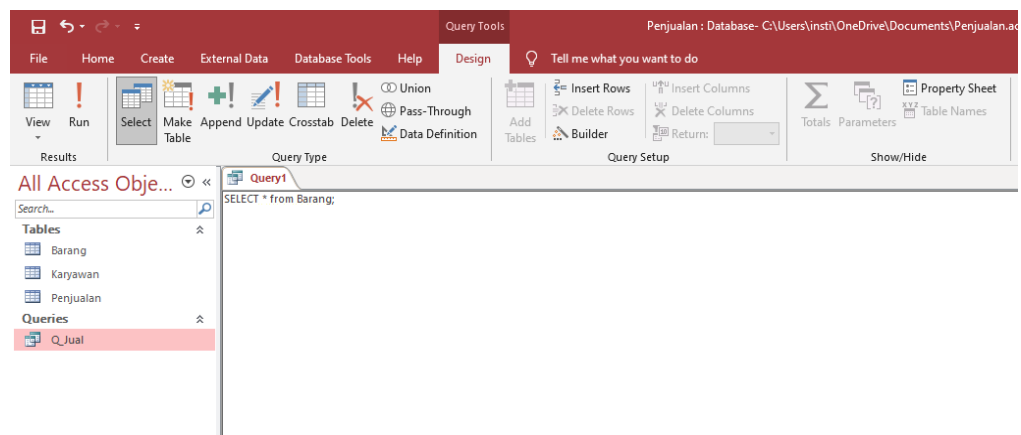 Query Tools
Penjualan : Database- C:\Users\insti\OneDrive\Documents\Penjualan.ac
File Home Create External Data Database Tools Help Design Tell me what you want to do
View
Run
Select
Make Table
Append
Update
Crosstab
Delete
Union
Pass-Through
Data Definition
Add Tables
Insert Rows
Delete Rows
Builder
Insert Columns
Delete Columns
Return:
Totals
Parameters
Property Sheet
Table Names
Results
Query Type
Query Setup
Show/Hide
All Access Obje...
Search...
Tables
Barang
Karyawan
Penjualan
Queries
Q_Jual
Query1
SELECT * from Barang;